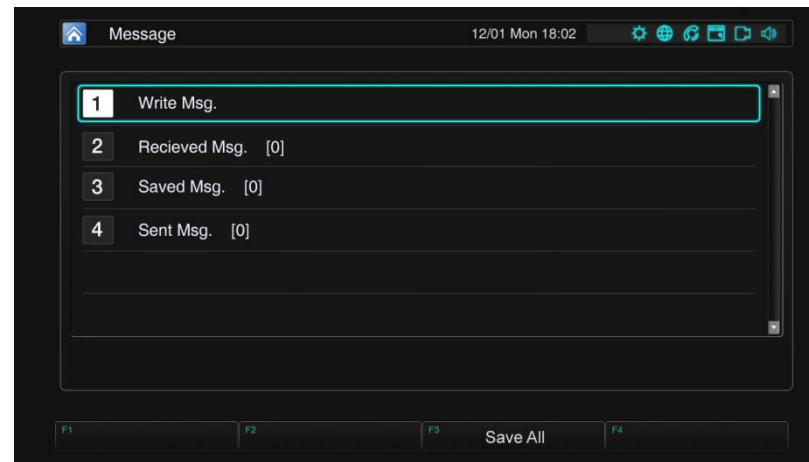 Message 12/01 Mon 18:02
1 Write Msg.
2 Recieved Msg. [0]
3 Saved Msg. [0]
4 Sent Msg. [0]
F1 F2 F3 Save All F4